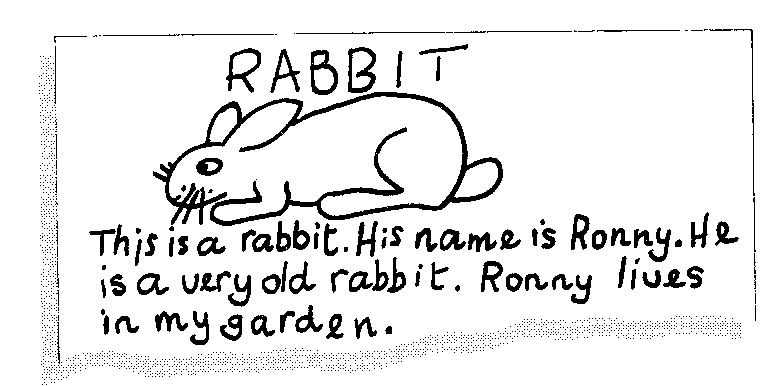 RABBIT
This is a rabbit. His name is Ronny. He
is a very old rabbit. Ronny lives
in my garden.